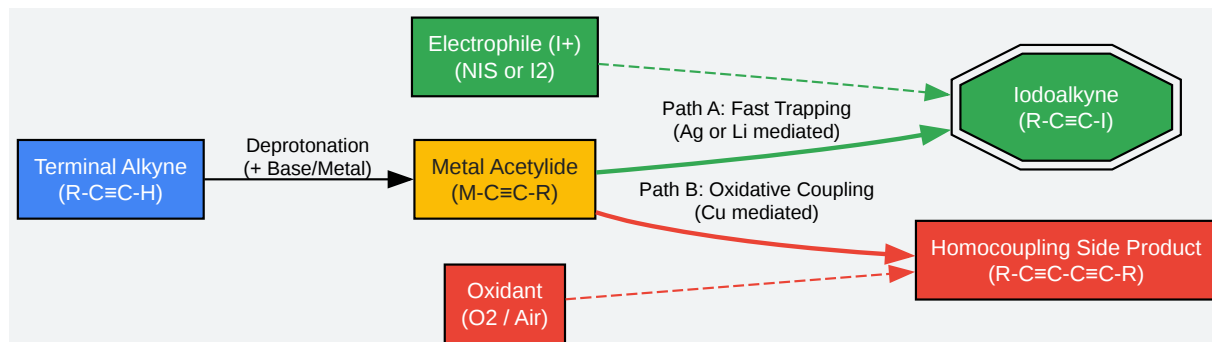 Electrophile (I+)
(NIS or I2)
Iodoalkyne
(R-C≡C-I)
Path A: Fast Trapping
(Ag or Li mediated)
Deprotonation
(+ Base/Metal)
Terminal Alkyne
(R-C≡C-H)
Metal Acetylide
(M-C≡C-R)
Path B: Oxidative Coupling
(Cu mediated)
Homocoupling Side Product
(R-C≡C-C≡C-R)
Oxidant
(O2 / Air)